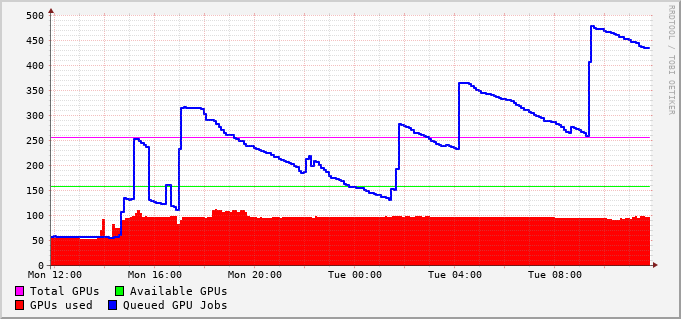 RRDTOOL / TOBI OETIKER
500
450
400
350
300
250
200
150
100
50
0
Mon 12:00 Mon 16:00 Mon 20:00 Tue 00:00 Tue 04:00 Tue 08:00
Total GPUs Available GPUs
GPUs used Queued GPU Jobs